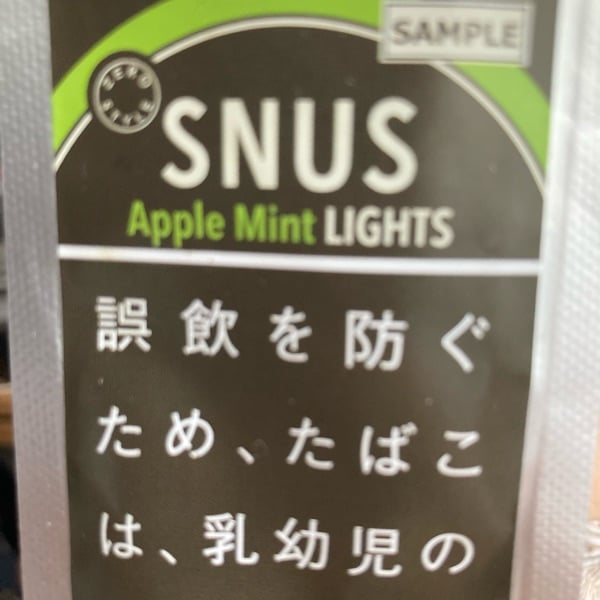 SAMPLE
ZERO STYLE
SNUS
Apple Mint LIGHTS
誤飲を防ぐ
ため、たばこ
は、乳幼児の